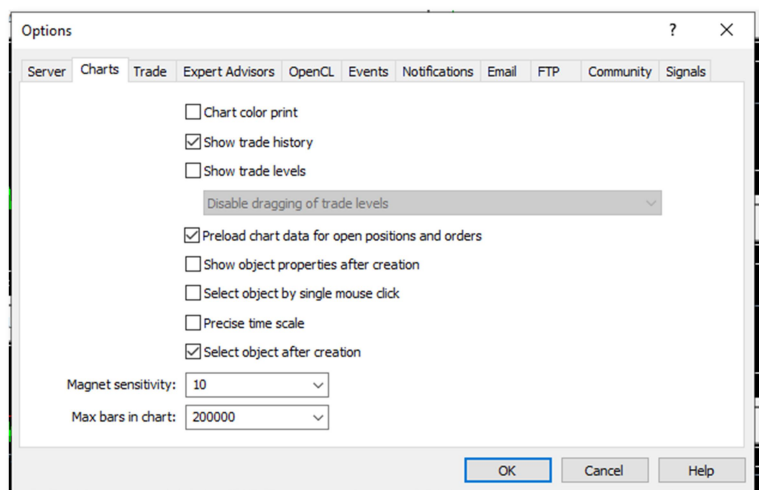 Options
Server Charts Trade Expert Advisors OpenCL Events Notifications Email FTP Community Signals
Chart color print
Show trade history
Show trade levels
Disable dragging of trade levels
Preload chart data for open positions and orders
Show object properties after creation
Select object by single mouse click
Precise time scale
Select object after creation
Magnet sensitivity: 10
Max bars in chart: 200000
OK Cancel Help